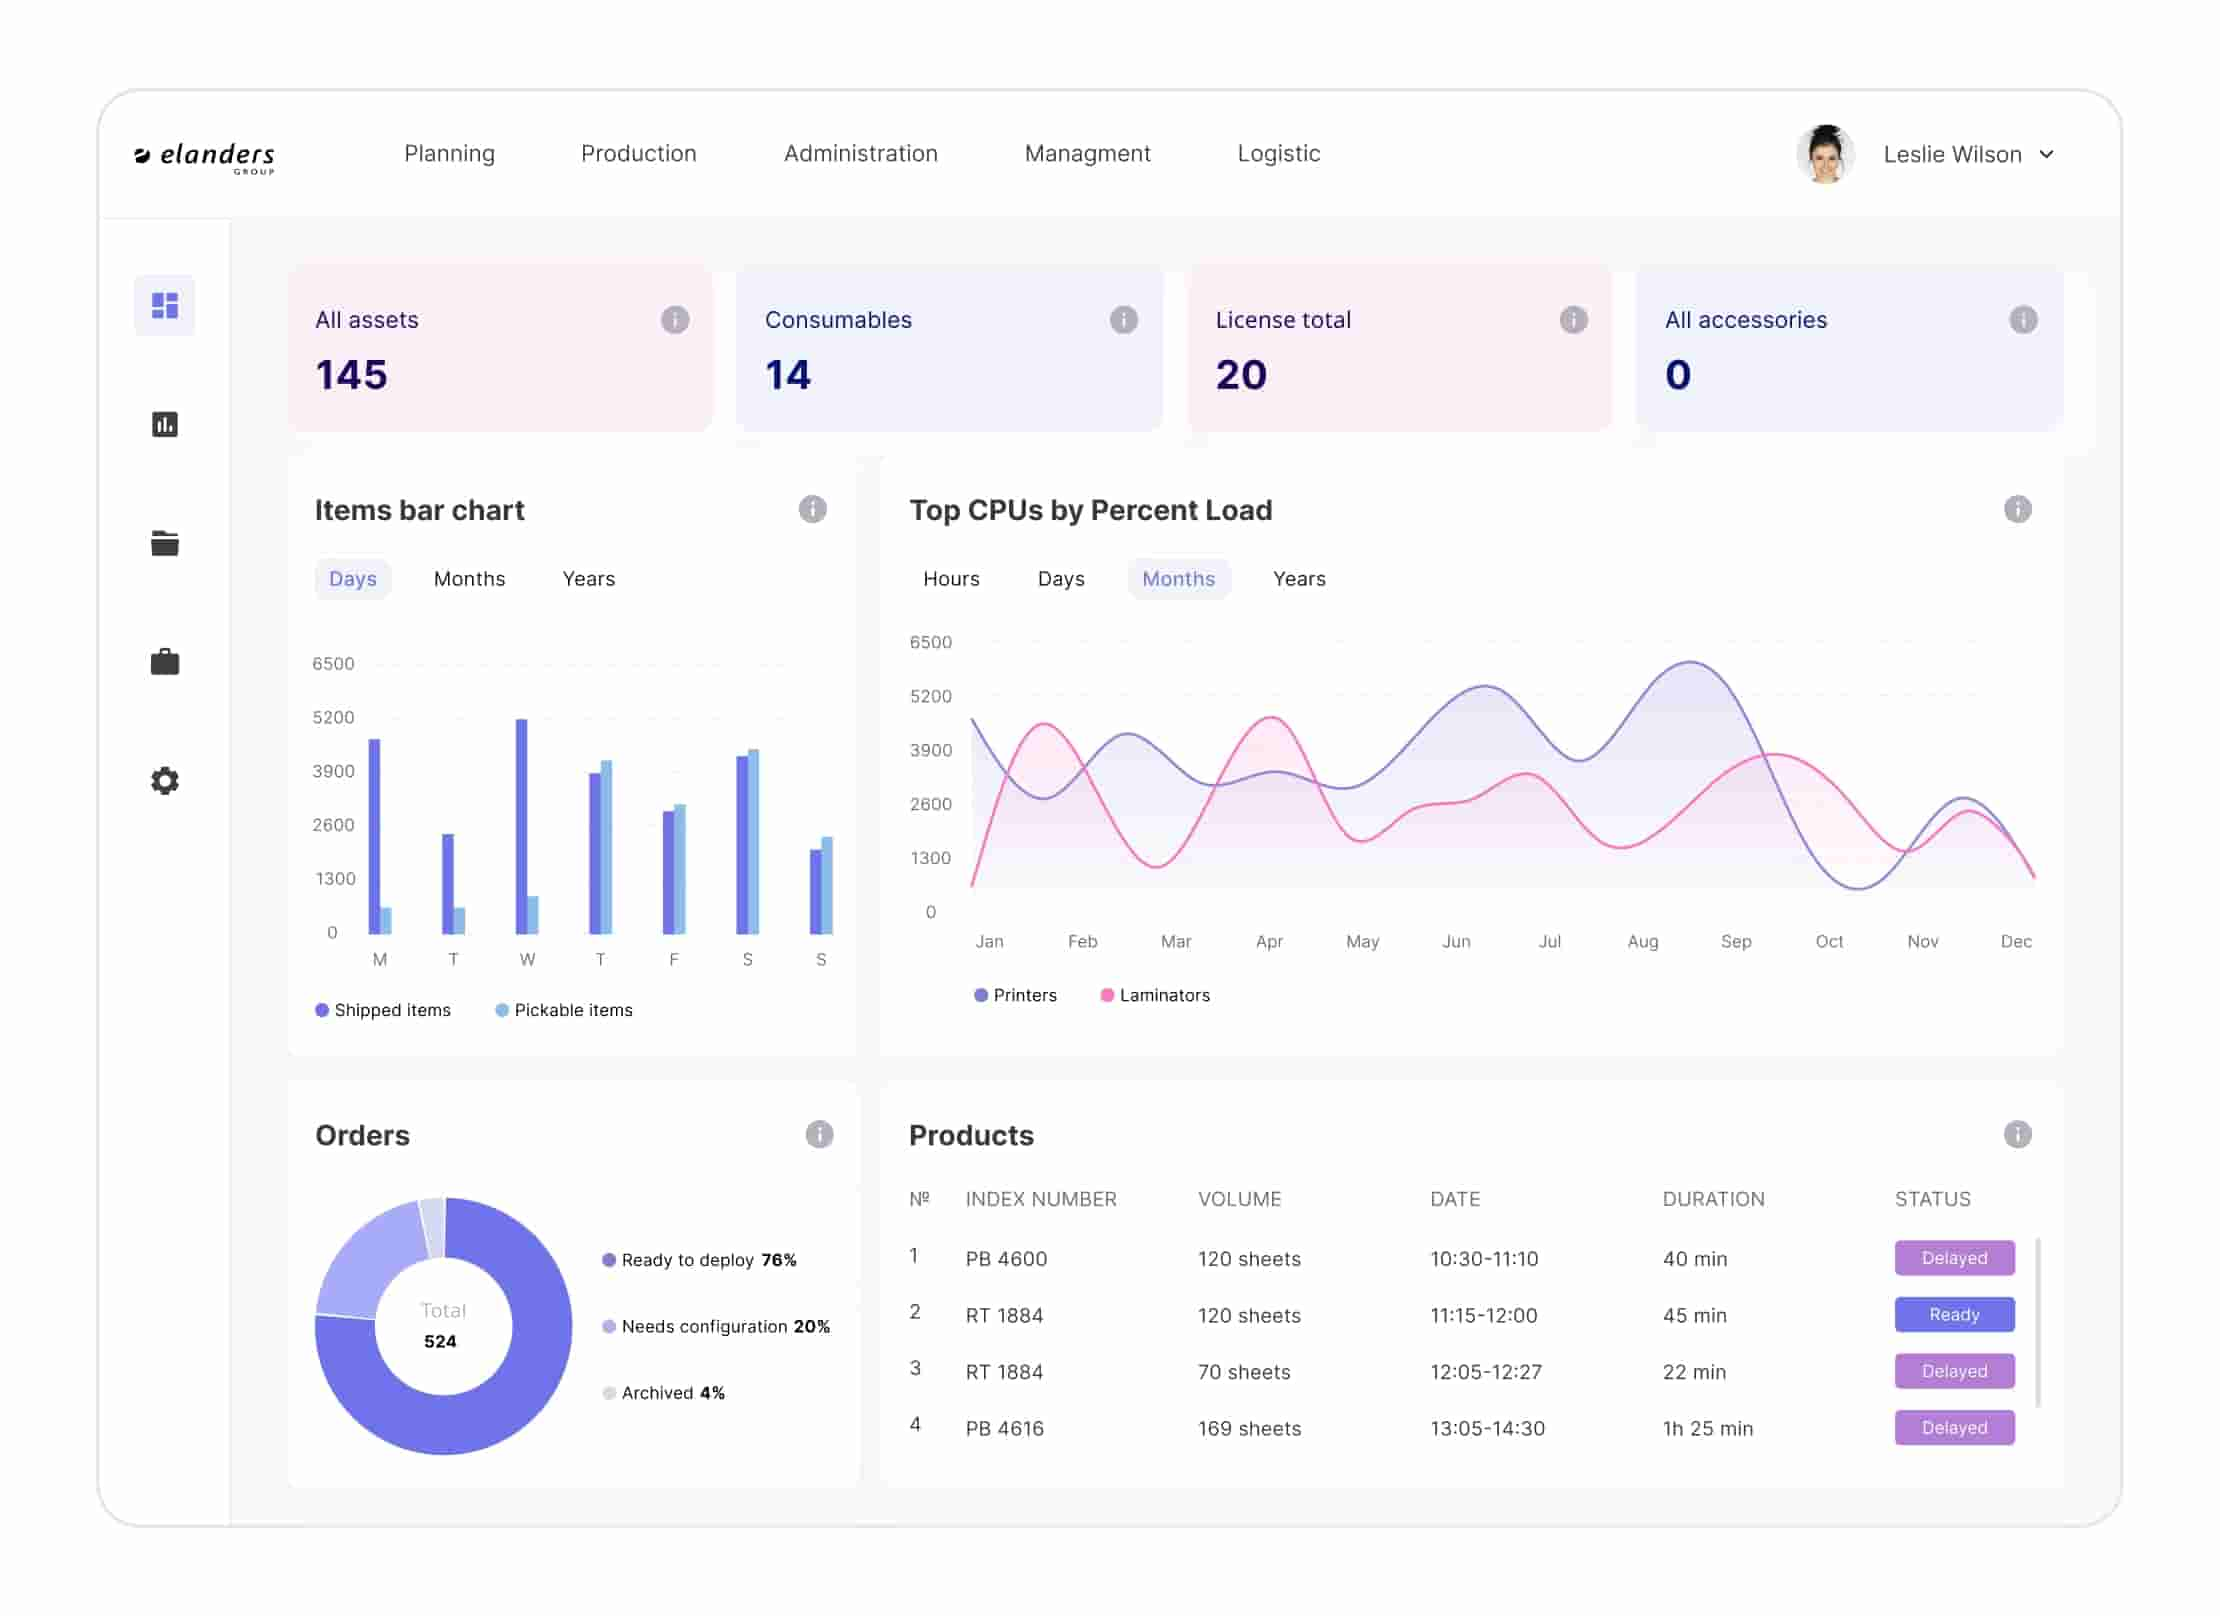 elanders
GROUP
Planning Production Administration Managment Logistic
Leslie Wilson
All assets
145
Consumables
14
License total
20
All accessories
0
Items bar chart
Days Months Years
6500
5200
3900
2600
1300
0
M T W T F S S
Shipped items Pickable items
Top CPUs by Percent Load
Hours Days Months Years
6500
5200
3900
2600
1300
0
Jan Feb Mar Apr May Jun Jul Aug Sep Oct Nov Dec
Printers Laminators
Orders
Total
524
Ready to deploy 76%
Needs configuration 20%
Archived 4%
Products
№ INDEX NUMBER VOLUME DATE DURATION STATUS
1 PB 4600 120 sheets 10:30-11:10 40 min Delayed
2 RT 1884 120 sheets 11:15-12:00 45 min Ready
3 RT 1884 70 sheets 12:05-12:27 22 min Delayed
4 PB 4616 169 sheets 13:05-14:30 1h 25 min Delayed